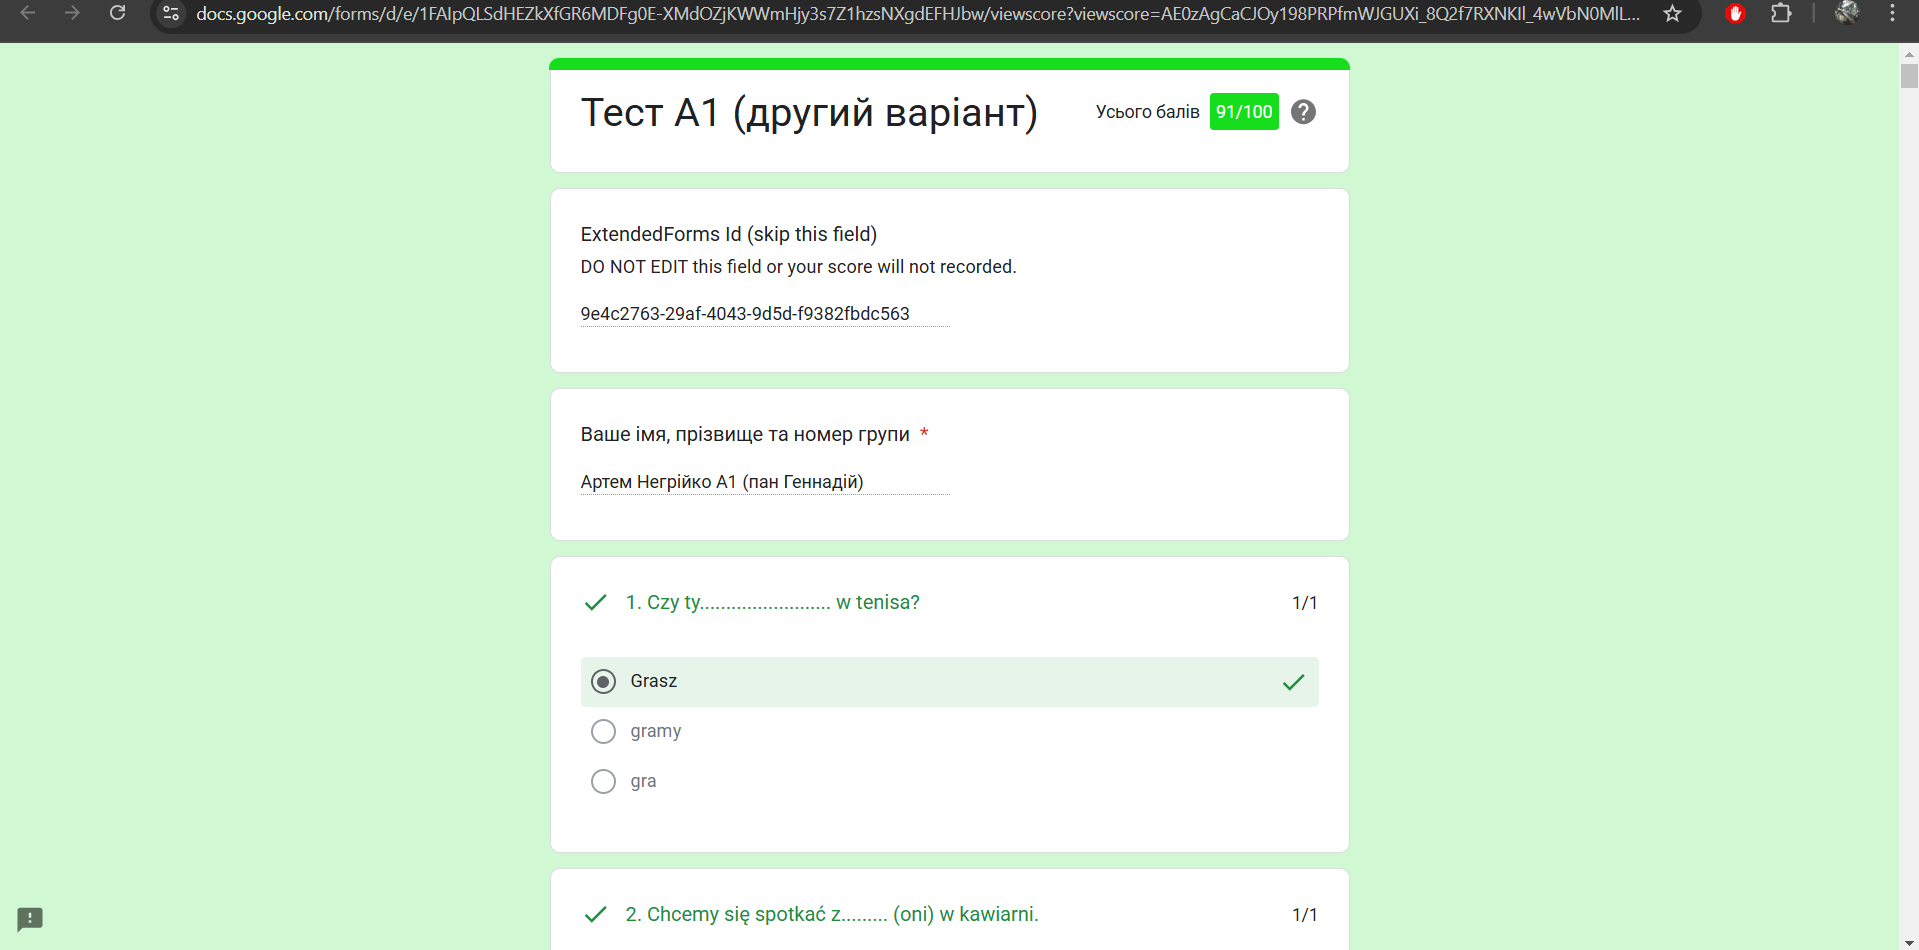 docs.google.com/forms/d/e/1FAIpQLSdHEZkXfGR6MDFg0E-XMdOZjKWWmHjy3s7Z1hzsNXgdEFHJbw/viewscore?viewscore=AE0zAgCaCJOy198PRPfmWJGUXi_8Q2f7RXNKIl_4wVbN0MlL...
Тест А1 (другий варіант)
Усього балів 91/100
ExtendedForms Id (skip this field)
DO NOT EDIT this field or your score will not recorded.
9e4c2763-29af-4043-9d5d-f9382fbdc563
Ваше імя, прізвище та номер групи *
Артем Негрійко А1 (пан Геннадій)
1. Czy ty......................... w tenisa? 1/1
Grasz
gramy
gra
2. Chcemy się spotkać z......... (oni) w kawiarni. 1/1